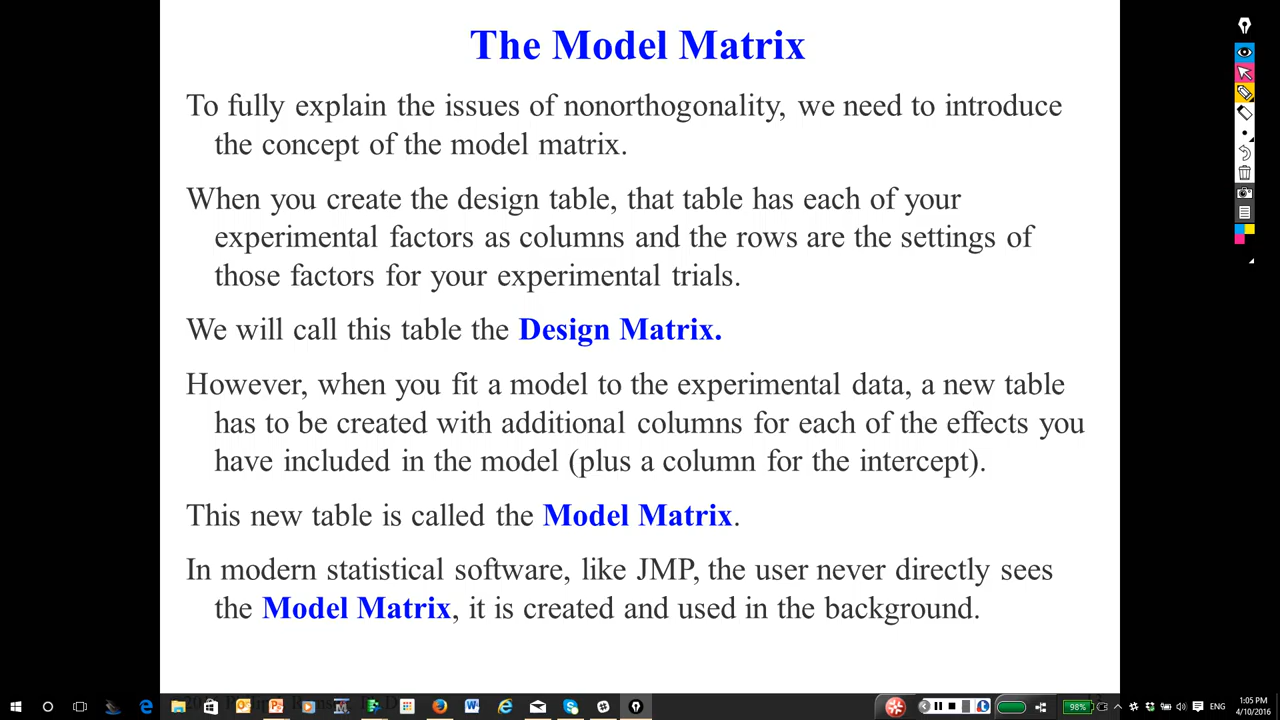 The Model Matrix
To fully explain the issues of nonorthogonality, we need to introduce
the concept of the model matrix.
When you create the design table, that table has each of your
experimental factors as columns and the rows are the settings of
those factors for your experimental trials.
We will call this table the Design Matrix.
However, when you fit a model to the experimental data, a new table
has to be created with additional columns for each of the effects you
have included in the model (plus a column for the intercept).
This new table is called the Model Matrix.
In modern statistical software, like JMP, the user never directly sees
the Model Matrix, it is created and used in the background.
98%
ENG
1:05 PM
4/10/2016